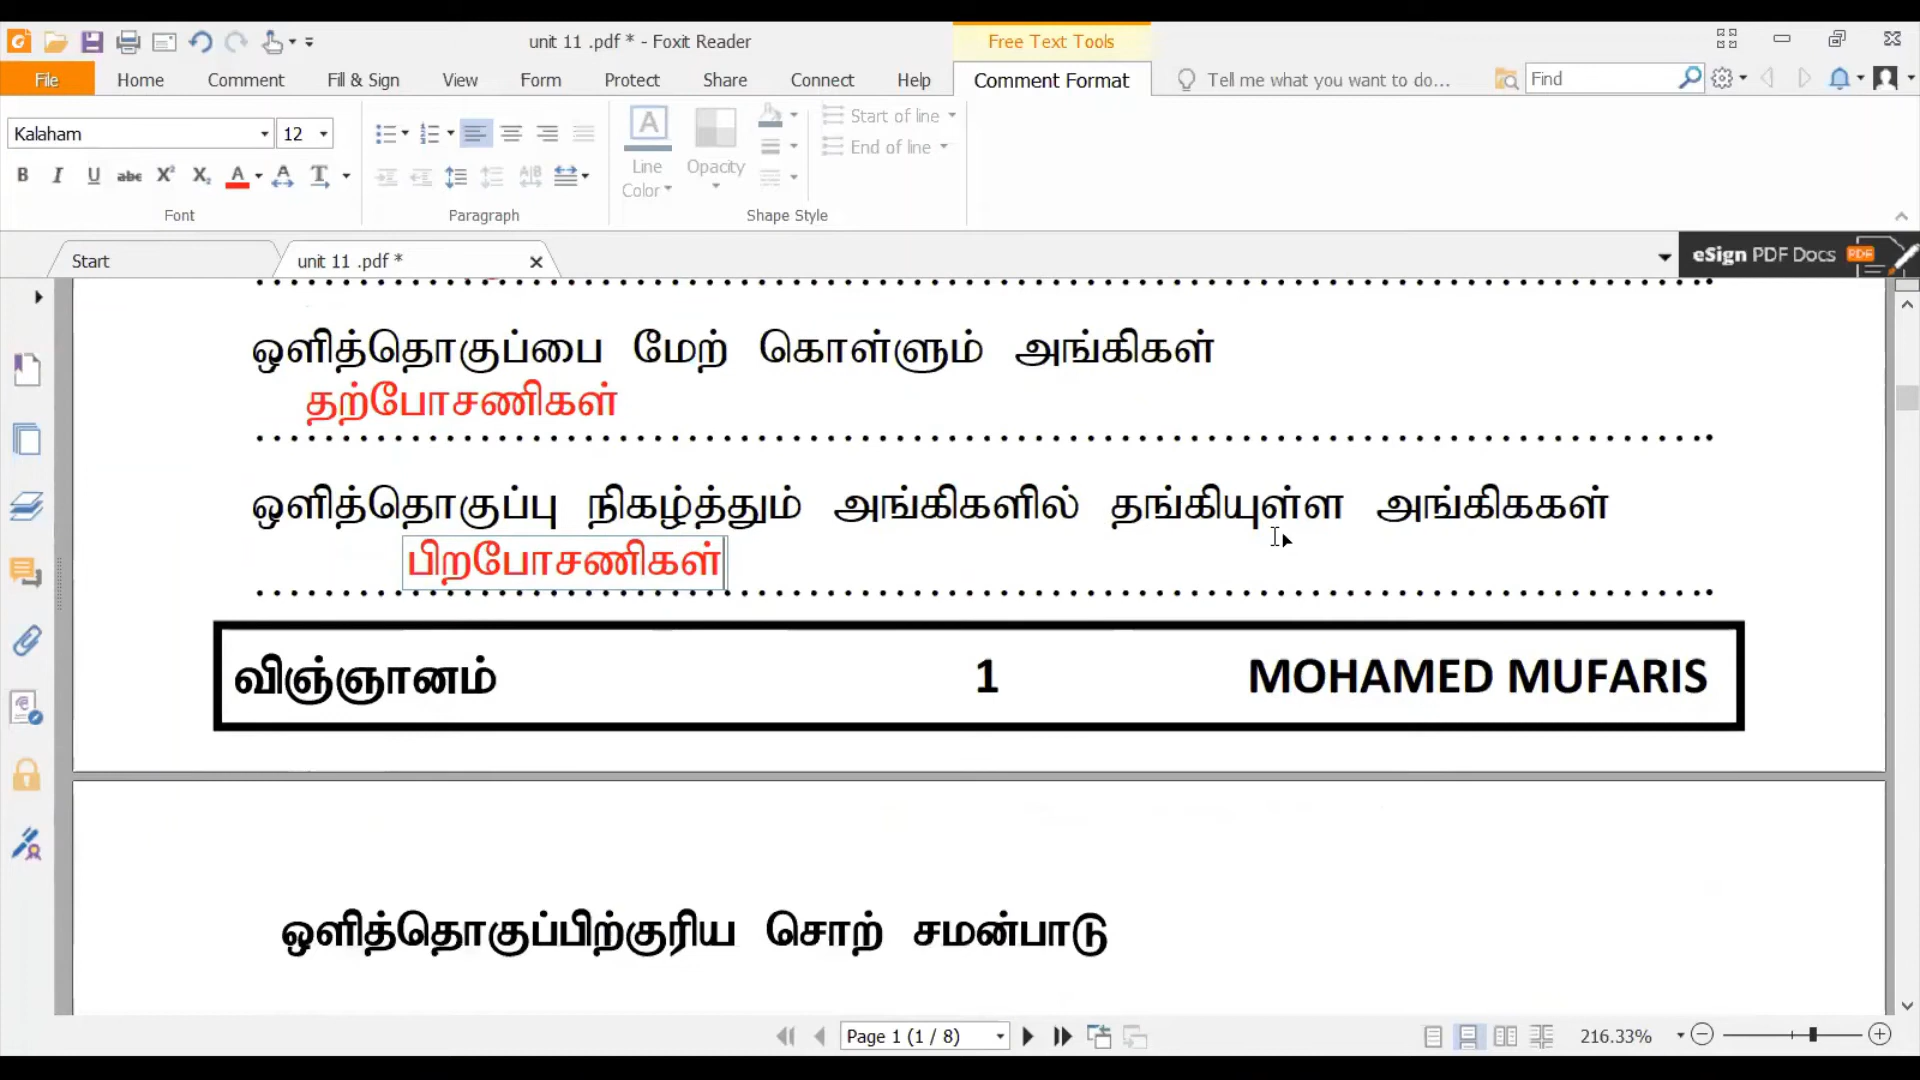 unit 11 .pdf * - Foxit Reader
Free Text Tools
File
Home
Comment
Fill & Sign
View
Form
Protect
Share
Connect
Help
Comment Format
Tell me what you want to do...
Find
Kalaham
12
Start of line
End of line
Line Color
Opacity
Font
Paragraph
Shape Style
Start
unit 11 .pdf *
eSign PDF Docs
PDF
ஒளித்தொகுப்பை மேற் கொள்ளும் அங்கிகள்
தற்போசணிகள்
ஒளித்தொகுப்பு நிகழ்த்தும் அங்கிகளில் தங்கியுள்ள அங்கிககள்
பிறபோசணிகள்
விஞ்ஞானம் 1 MOHAMED MUFARIS
ஒளித்தொகுப்பிற்குரிய சொற் சமன்பாடு
Page 1 (1 / 8)
216.33%